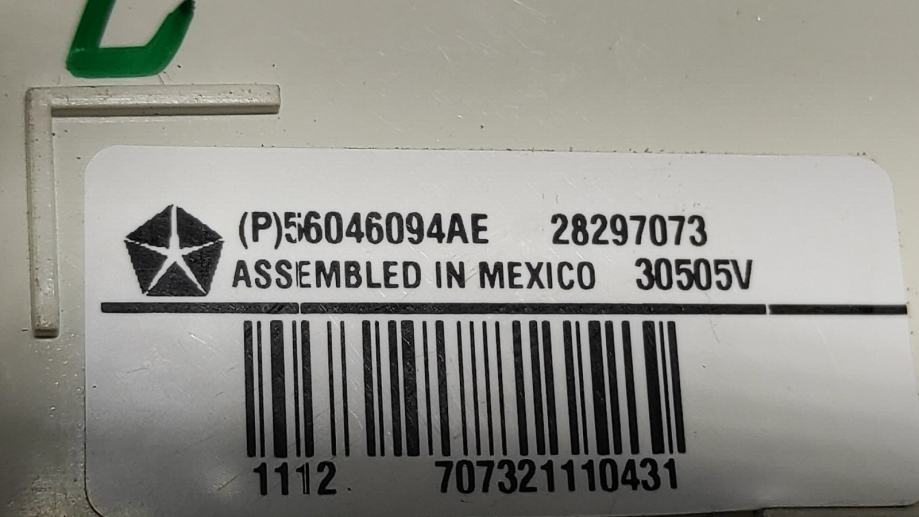 (P)56046094AE 28297073
ASSEMBLED IN MEXICO 30505V
1112 707321110431